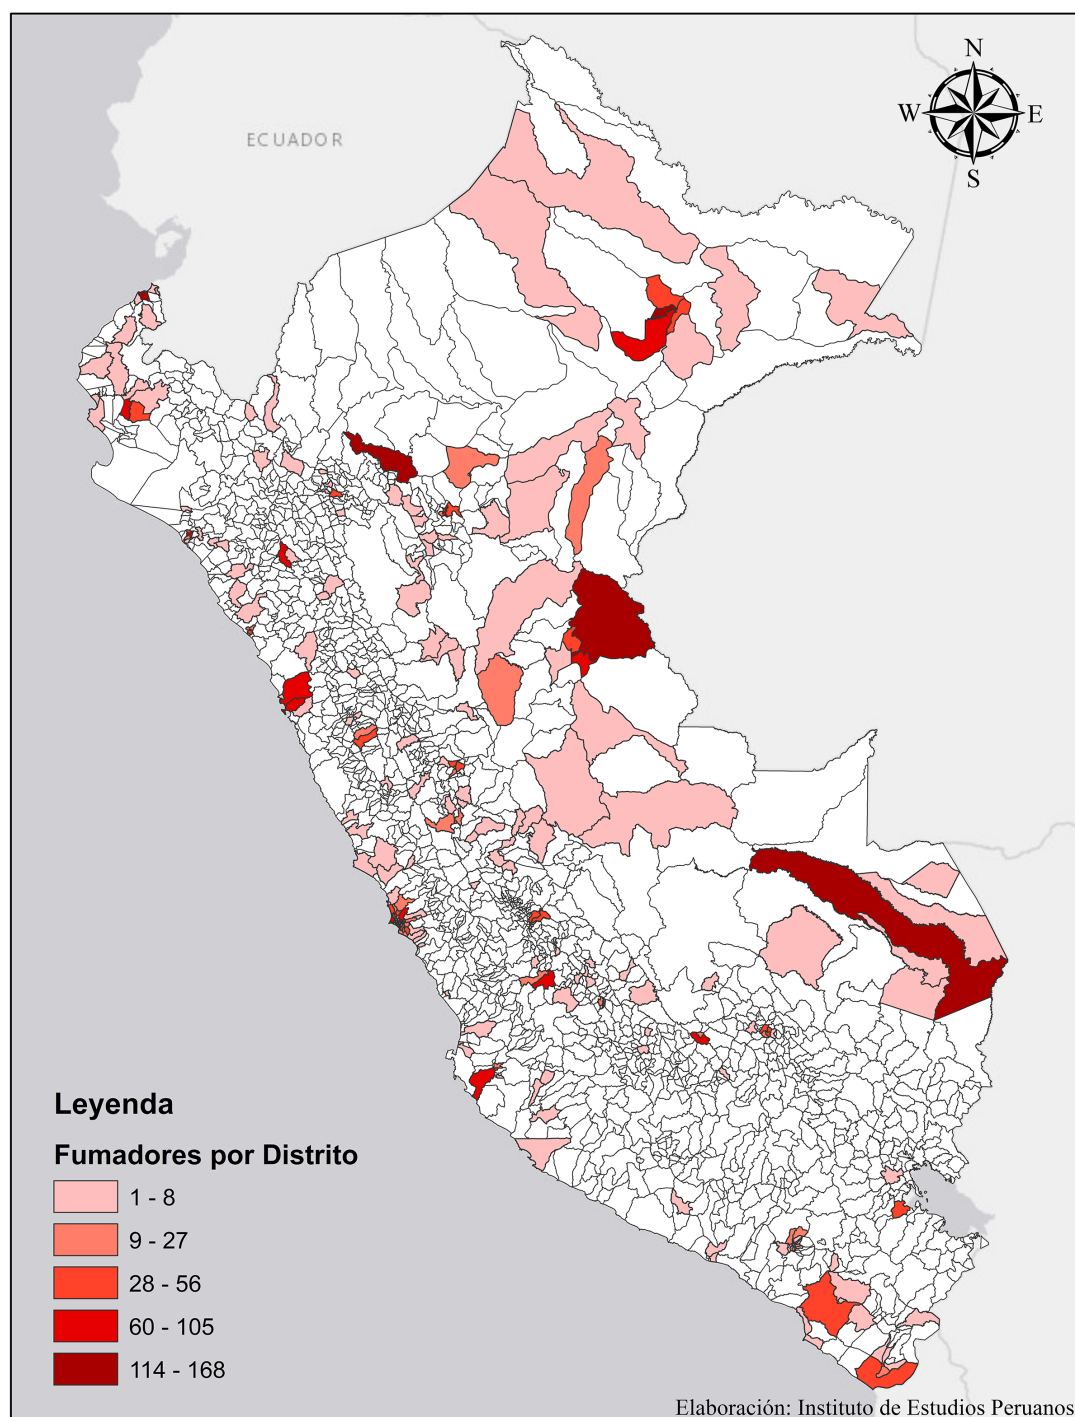 N
ECUADOR
W
E
S
Leyenda
Fumadores por Distrito
1 - 8
9 - 27
28 - 56
60 - 105
114 - 168
Elaboración: Instituto de Estudios Peruanos